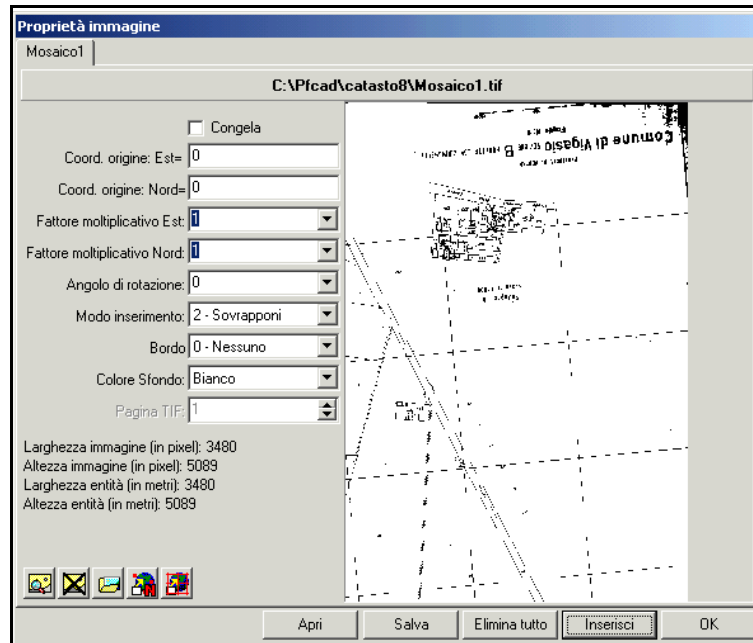 Proprietà immagine
Mosaico1
C:\Pfcad\catasto8\Mosaico1.tif
Congela
Coord. origine: Est= 0
Coord. origine: Nord= 0
Fattore moltiplicativo Est: 1
Fattore moltiplicativo Nord: 1
Angolo di rotazione: 0
Modo inserimento: 2 - Sovrapponi
Bordo 0 - Nessuno
Colore Sfondo: Bianco
Pagina TIF: 1
Larghezza immagine (in pixel): 3480
Altezza immagine (in pixel): 5089
Larghezza entità (in metri): 3480
Altezza entità (in metri): 5089
Comune di Vigasio
B
Apri
Salva
Elimina tutto
Inserisci
OK